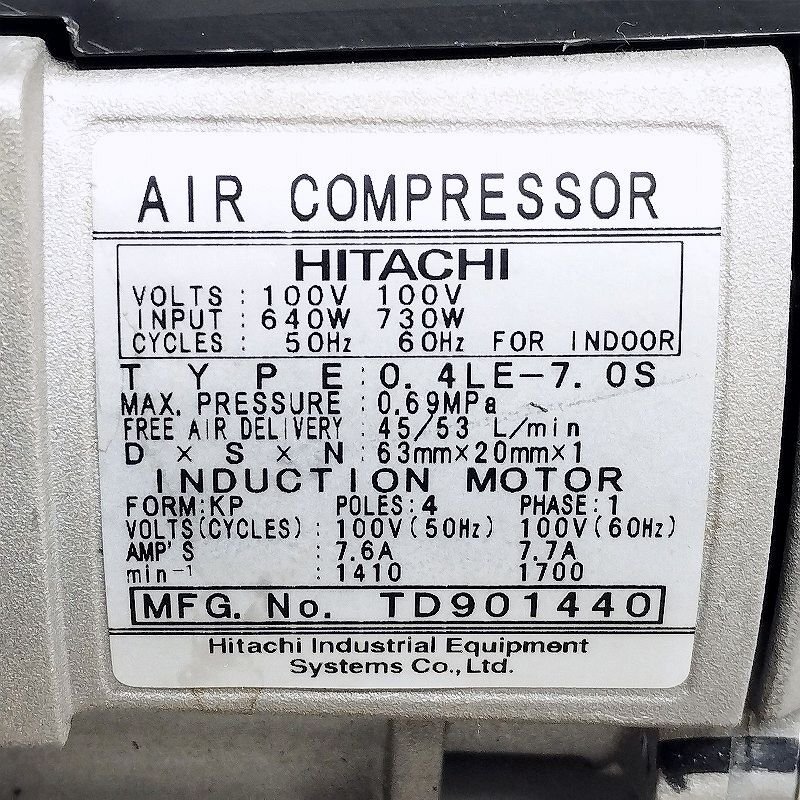 AIR COMPRESSOR
HITACHI
VOLTS : 100V 100V
INPUT : 640W 730W
CYCLES : 50Hz 60Hz FOR INDOOR
TYPE : 0.4LE-7.0S
MAX. PRESSURE : 0.69MPa
FREE AIR DELIVERY : 45/53 L/min
D×S×N : 63mm×20mm×1
INDUCTION MOTOR
FORM:KP POLES:4 PHASE:1
VOLTS(CYCLES) : 100V(50Hz) 100V(60Hz)
AMP'S : 7.6A 7.7A
min⁻¹ : 1410 1700
MFG. No. TD901440
Hitachi Industrial Equipment
Systems Co.,Ltd.